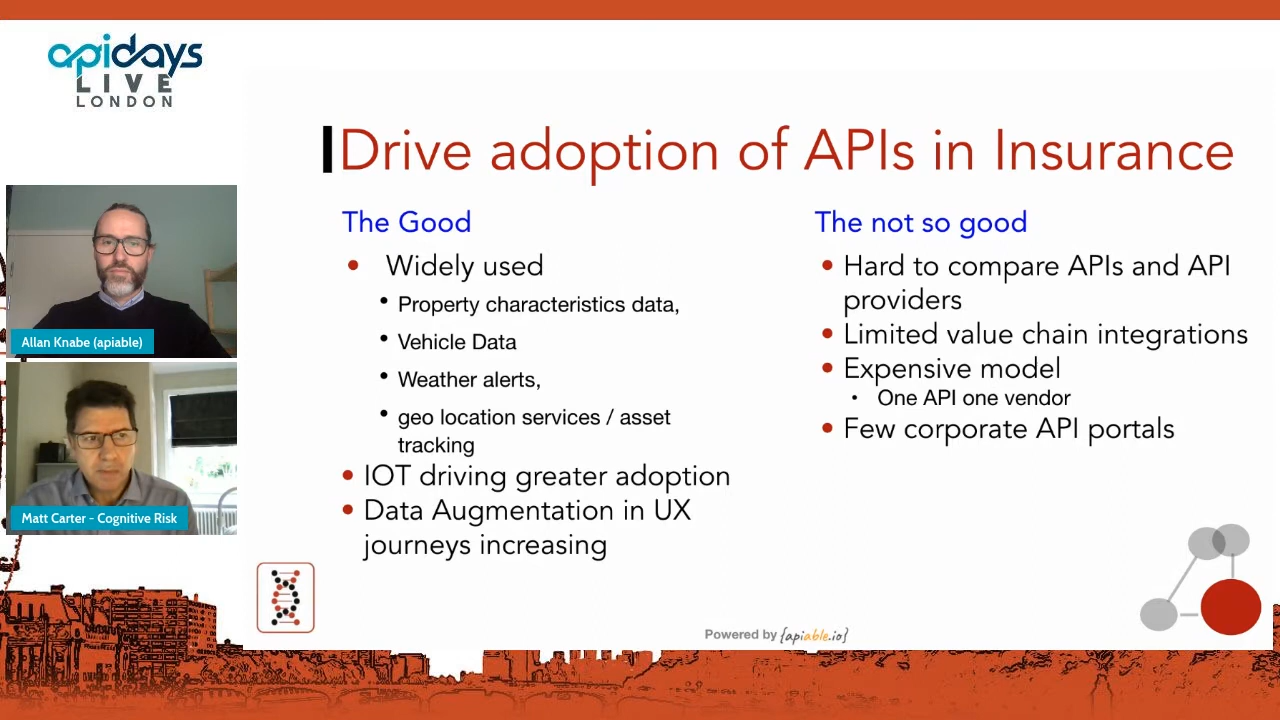 apidays
LIVE
LONDON
Drive adoption of APIs in Insurance
The Good
• Widely used
• Property characteristics data,
• Vehicle Data
• Weather alerts,
• geo location services / asset
tracking
• IOT driving greater adoption
• Data Augmentation in UX
journeys increasing
The not so good
• Hard to compare APIs and API
providers
• Limited value chain integrations
• Expensive model
• One API one vendor
• Few corporate API portals
Allan Knabe (apiable)
Matt Carter - Cognitive Risk
Powered by {apiable.io}